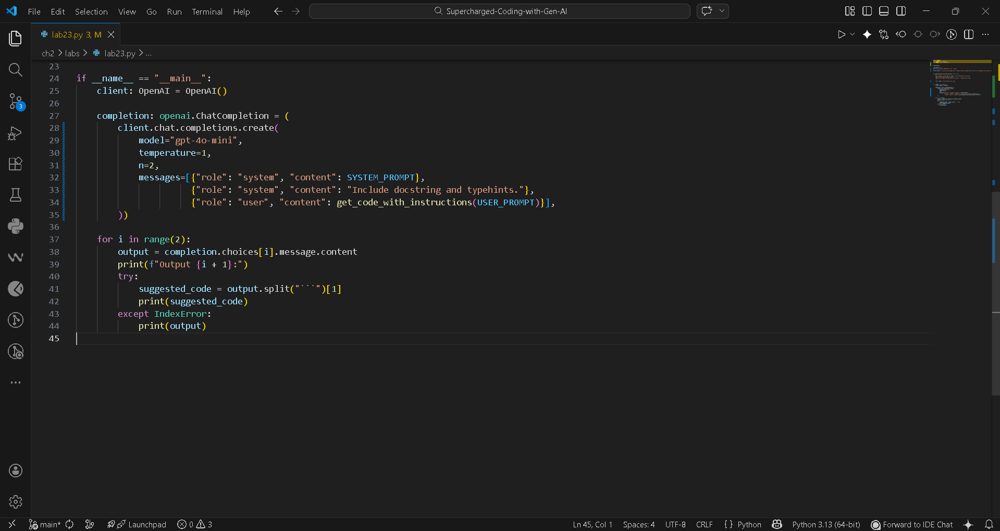 File Edit Selection View Go Run Terminal Help Supercharged-Coding-with-Gen-AI
lab23.py 3, M
ch2 > labs > lab23.py > ...
23
24 if __name__ == "__main__":
25     client: OpenAI = OpenAI()
26
27     completion: openai.ChatCompletion = (
28         client.chat.completions.create(
29             model="gpt-4o-mini",
30             temperature=1,
31             n=2,
32             messages=[{"role": "system", "content": SYSTEM_PROMPT},
33                       {"role": "system", "content": "Include docstring and typehints."},
34                       {"role": "user", "content": get_code_with_instructions(USER_PROMPT)}],
35         ))
36
37     for i in range(2):
38         output = completion.choices[i].message.content
39         print(f"Output {i + 1}:")
40         try:
41             suggested_code = output.split("```")[1]
42             print(suggested_code)
43         except IndexError:
44             print(output)
45
3
main* Launchpad 0 3 Ln 45, Col 1 Spaces: 4 UTF-8 CRLF {} Python Python 3.13 (64-bit) Forward to IDE Chat